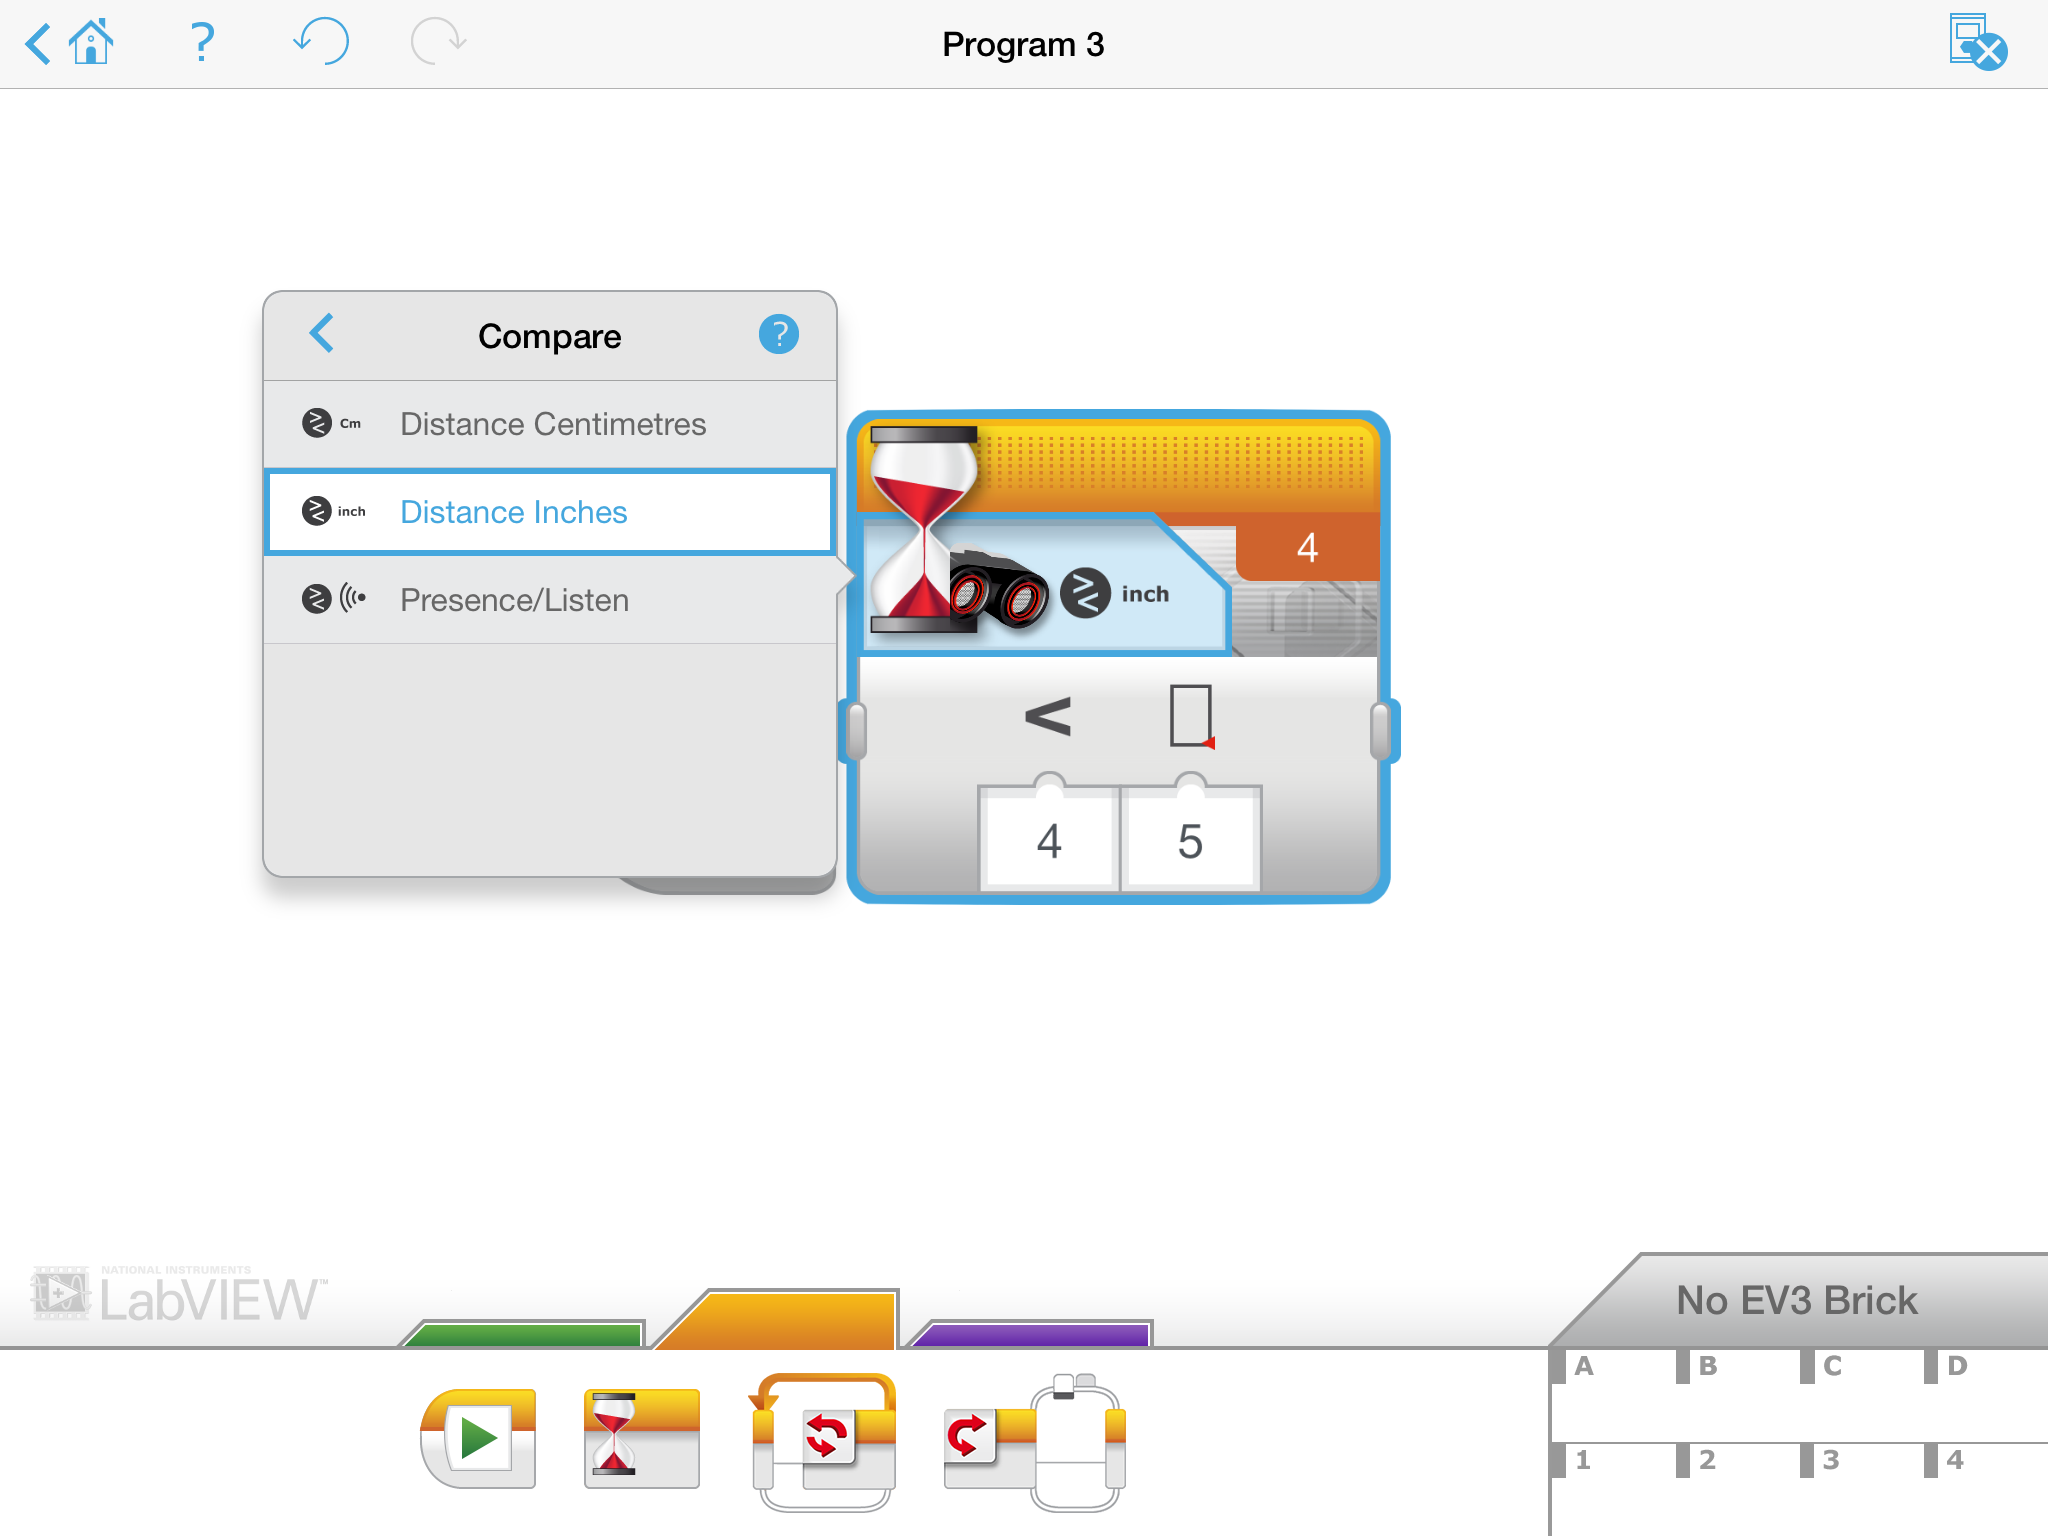 Program 3
Compare
?
Cm Distance Centimetres
inch Distance Inches
Presence/Listen
4
inch
<
4 5
NATIONAL INSTRUMENTS
LabVIEW™
No EV3 Brick
A B C D
1 2 3 4